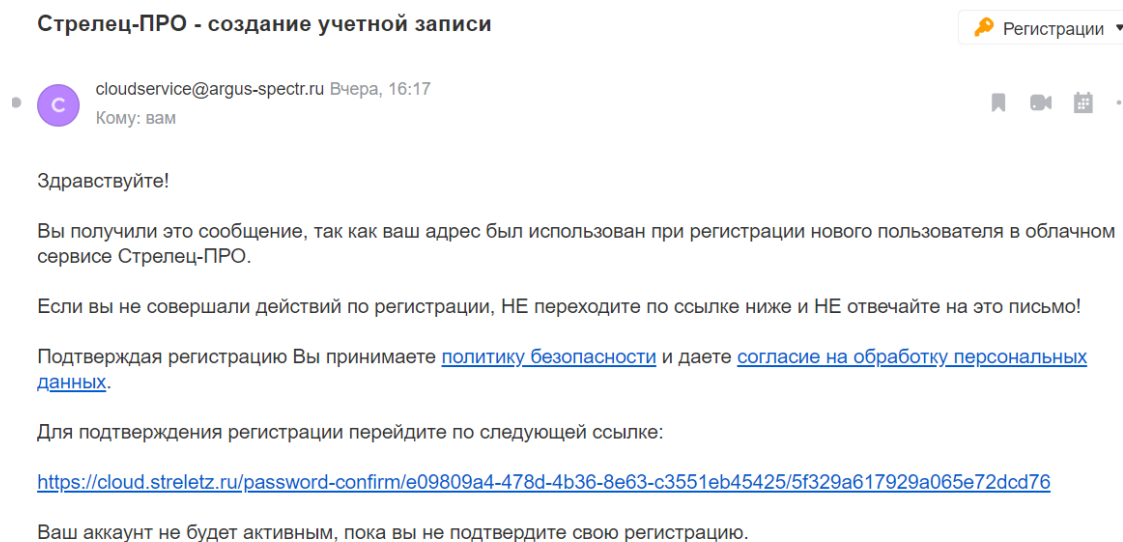 Стрелец-ПРО - создание учетной записи
Регистрации
С
cloudservice@argus-spectr.ru Вчера, 16:17
Кому: вам
Здравствуйте!
Вы получили это сообщение, так как ваш адрес был использован при регистрации нового пользователя в облачном
сервисе Стрелец-ПРО.
Если вы не совершали действий по регистрации, НЕ переходите по ссылке ниже и НЕ отвечайте на это письмо!
Подтверждая регистрацию Вы принимаете политику безопасности и даете согласие на обработку персональных
данных.
Для подтверждения регистрации перейдите по следующей ссылке:
https://cloud.streletz.ru/password-confirm/e09809a4-478d-4b36-8e63-c3551eb45425/5f329a617929a065e72dcd76
Ваш аккаунт не будет активным, пока вы не подтвердите свою регистрацию.